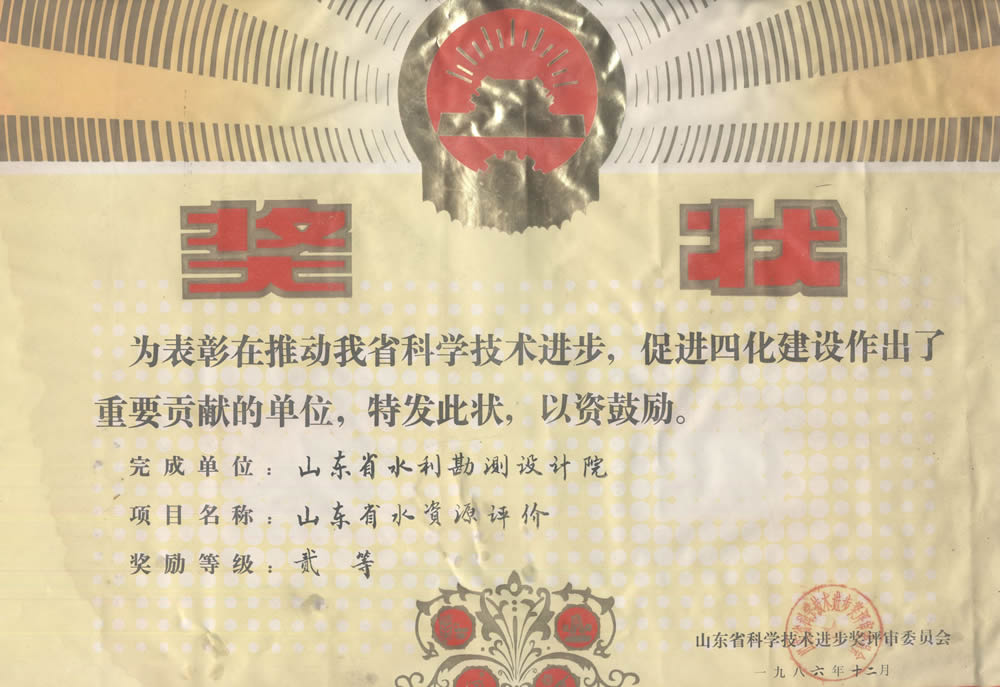 奖状
为表彰在推动我省科学技术进步，促进四化建设作出了
重要贡献的单位，特发此状，以资鼓励。
完成单位：山东省水利勘测设计院
项目名称：山东省水资源评价
奖励等级：贰等
山东省科学技术进步奖评审委员会
一九八六年十二月